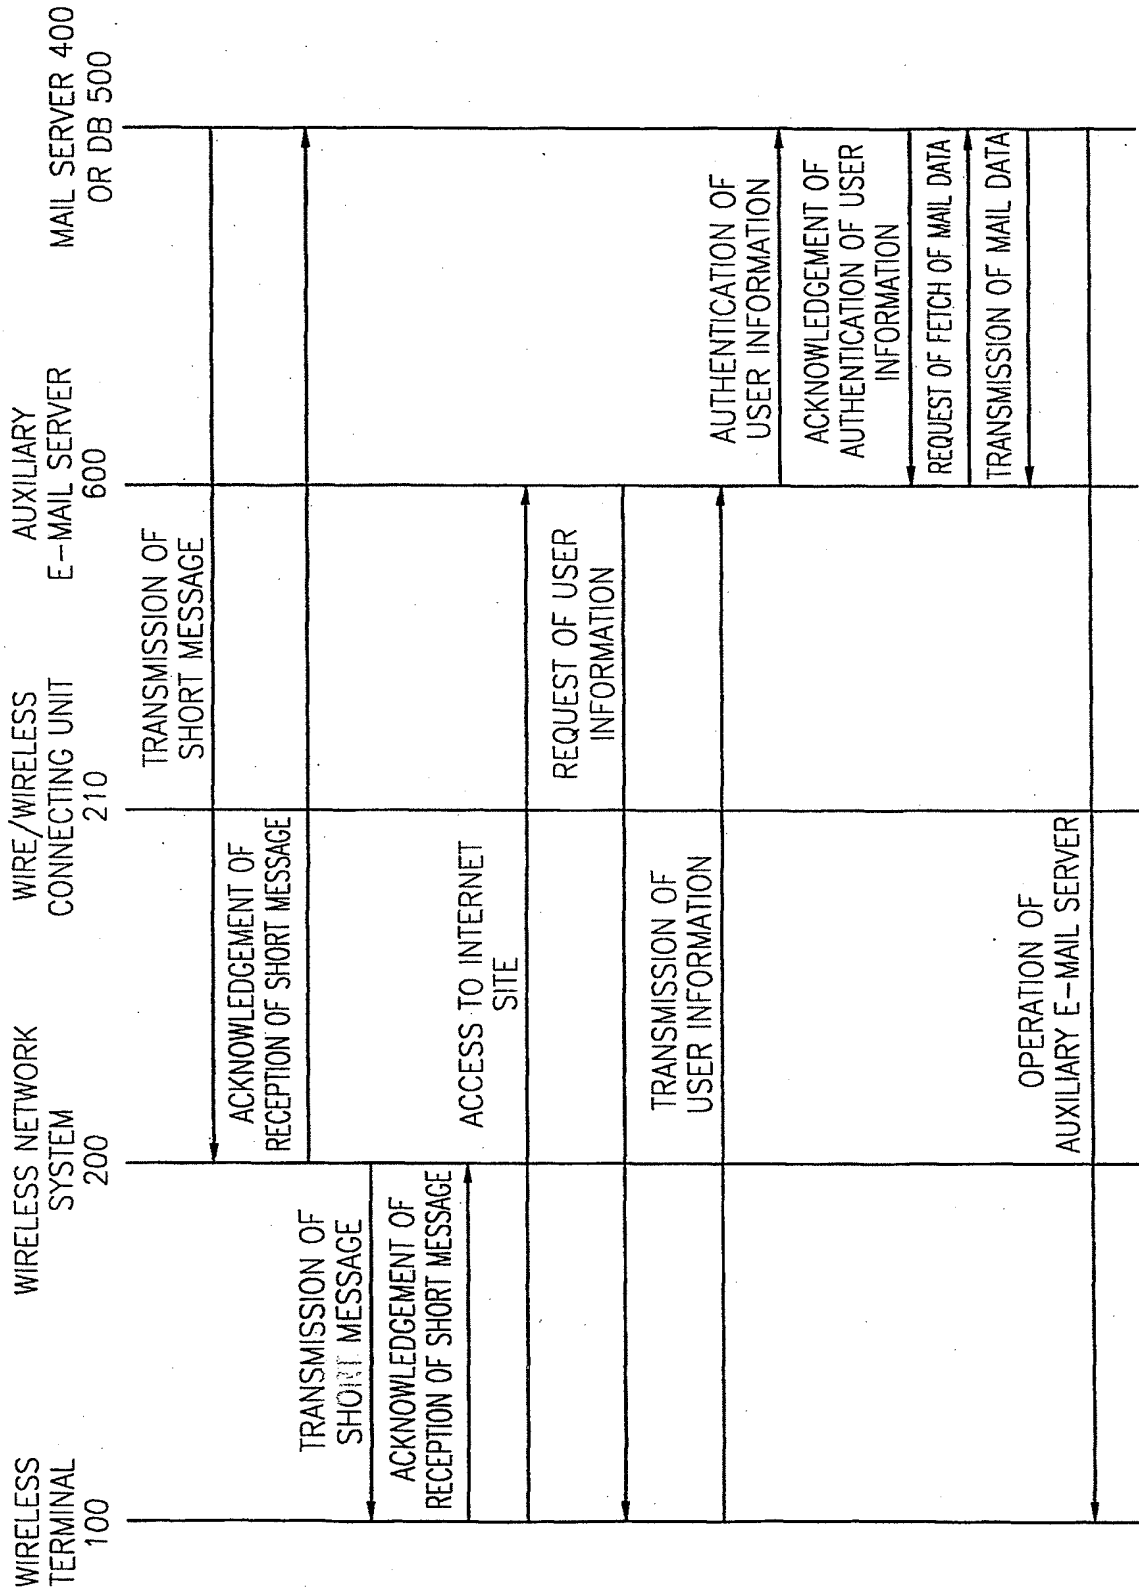 WIRELESS
TERMINAL
100
WIRELESS NETWORK
SYSTEM
200
WIRE/WIRELESS
CONNECTING UNIT
210
AUXILIARY
E-MAIL SERVER
600
MAIL SERVER 400
OR DB 500
TRANSMISSION OF
SHORT MESSAGE
ACKNOWLEDGEMENT OF
RECEPTION OF SHORT MESSAGE
TRANSMISSION OF
SHORT MESSAGE
ACKNOWLEDGEMENT OF
RECEPTION OF SHORT MESSAGE
ACCESS TO INTERNET
SITE
REQUEST OF USER
INFORMATION
TRANSMISSION OF
USER INFORMATION
AUTHENTICATION OF
USER INFORMATION
ACKNOWLEDGEMENT OF
AUTHENTICATION OF USER
INFORMATION
REQUEST OF FETCH OF MAIL DATA
TRANSMISSION OF MAIL DATA
OPERATION OF
AUXILIARY E-MAIL SERVER